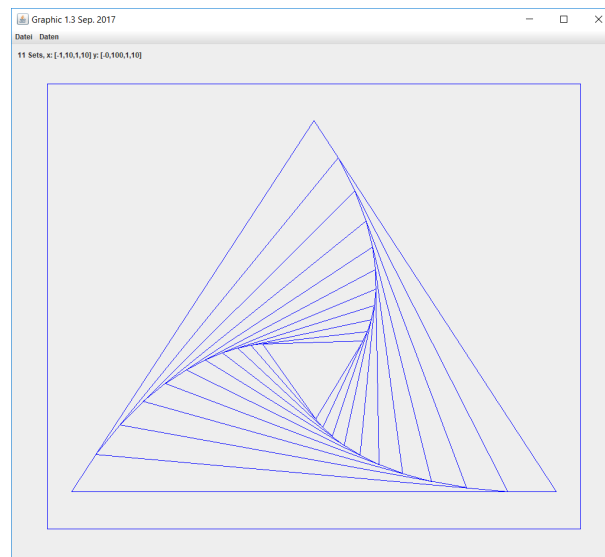 Graphic 1.3 Sep. 2017
Datei Daten
11 Sets, x: [-1,10,1,10] y: [-0,100,1,10]